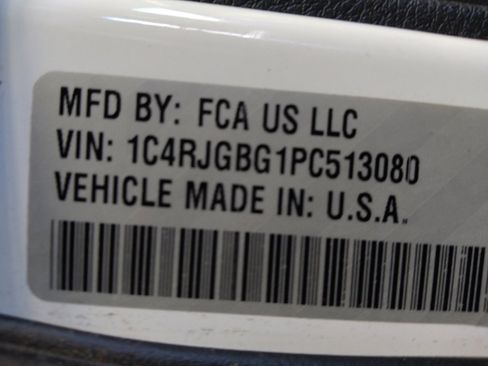 MFD BY: FCA US LLC
VIN: 1C4RJGBG1PC513080
VEHICLE MADE IN: U.S.A.